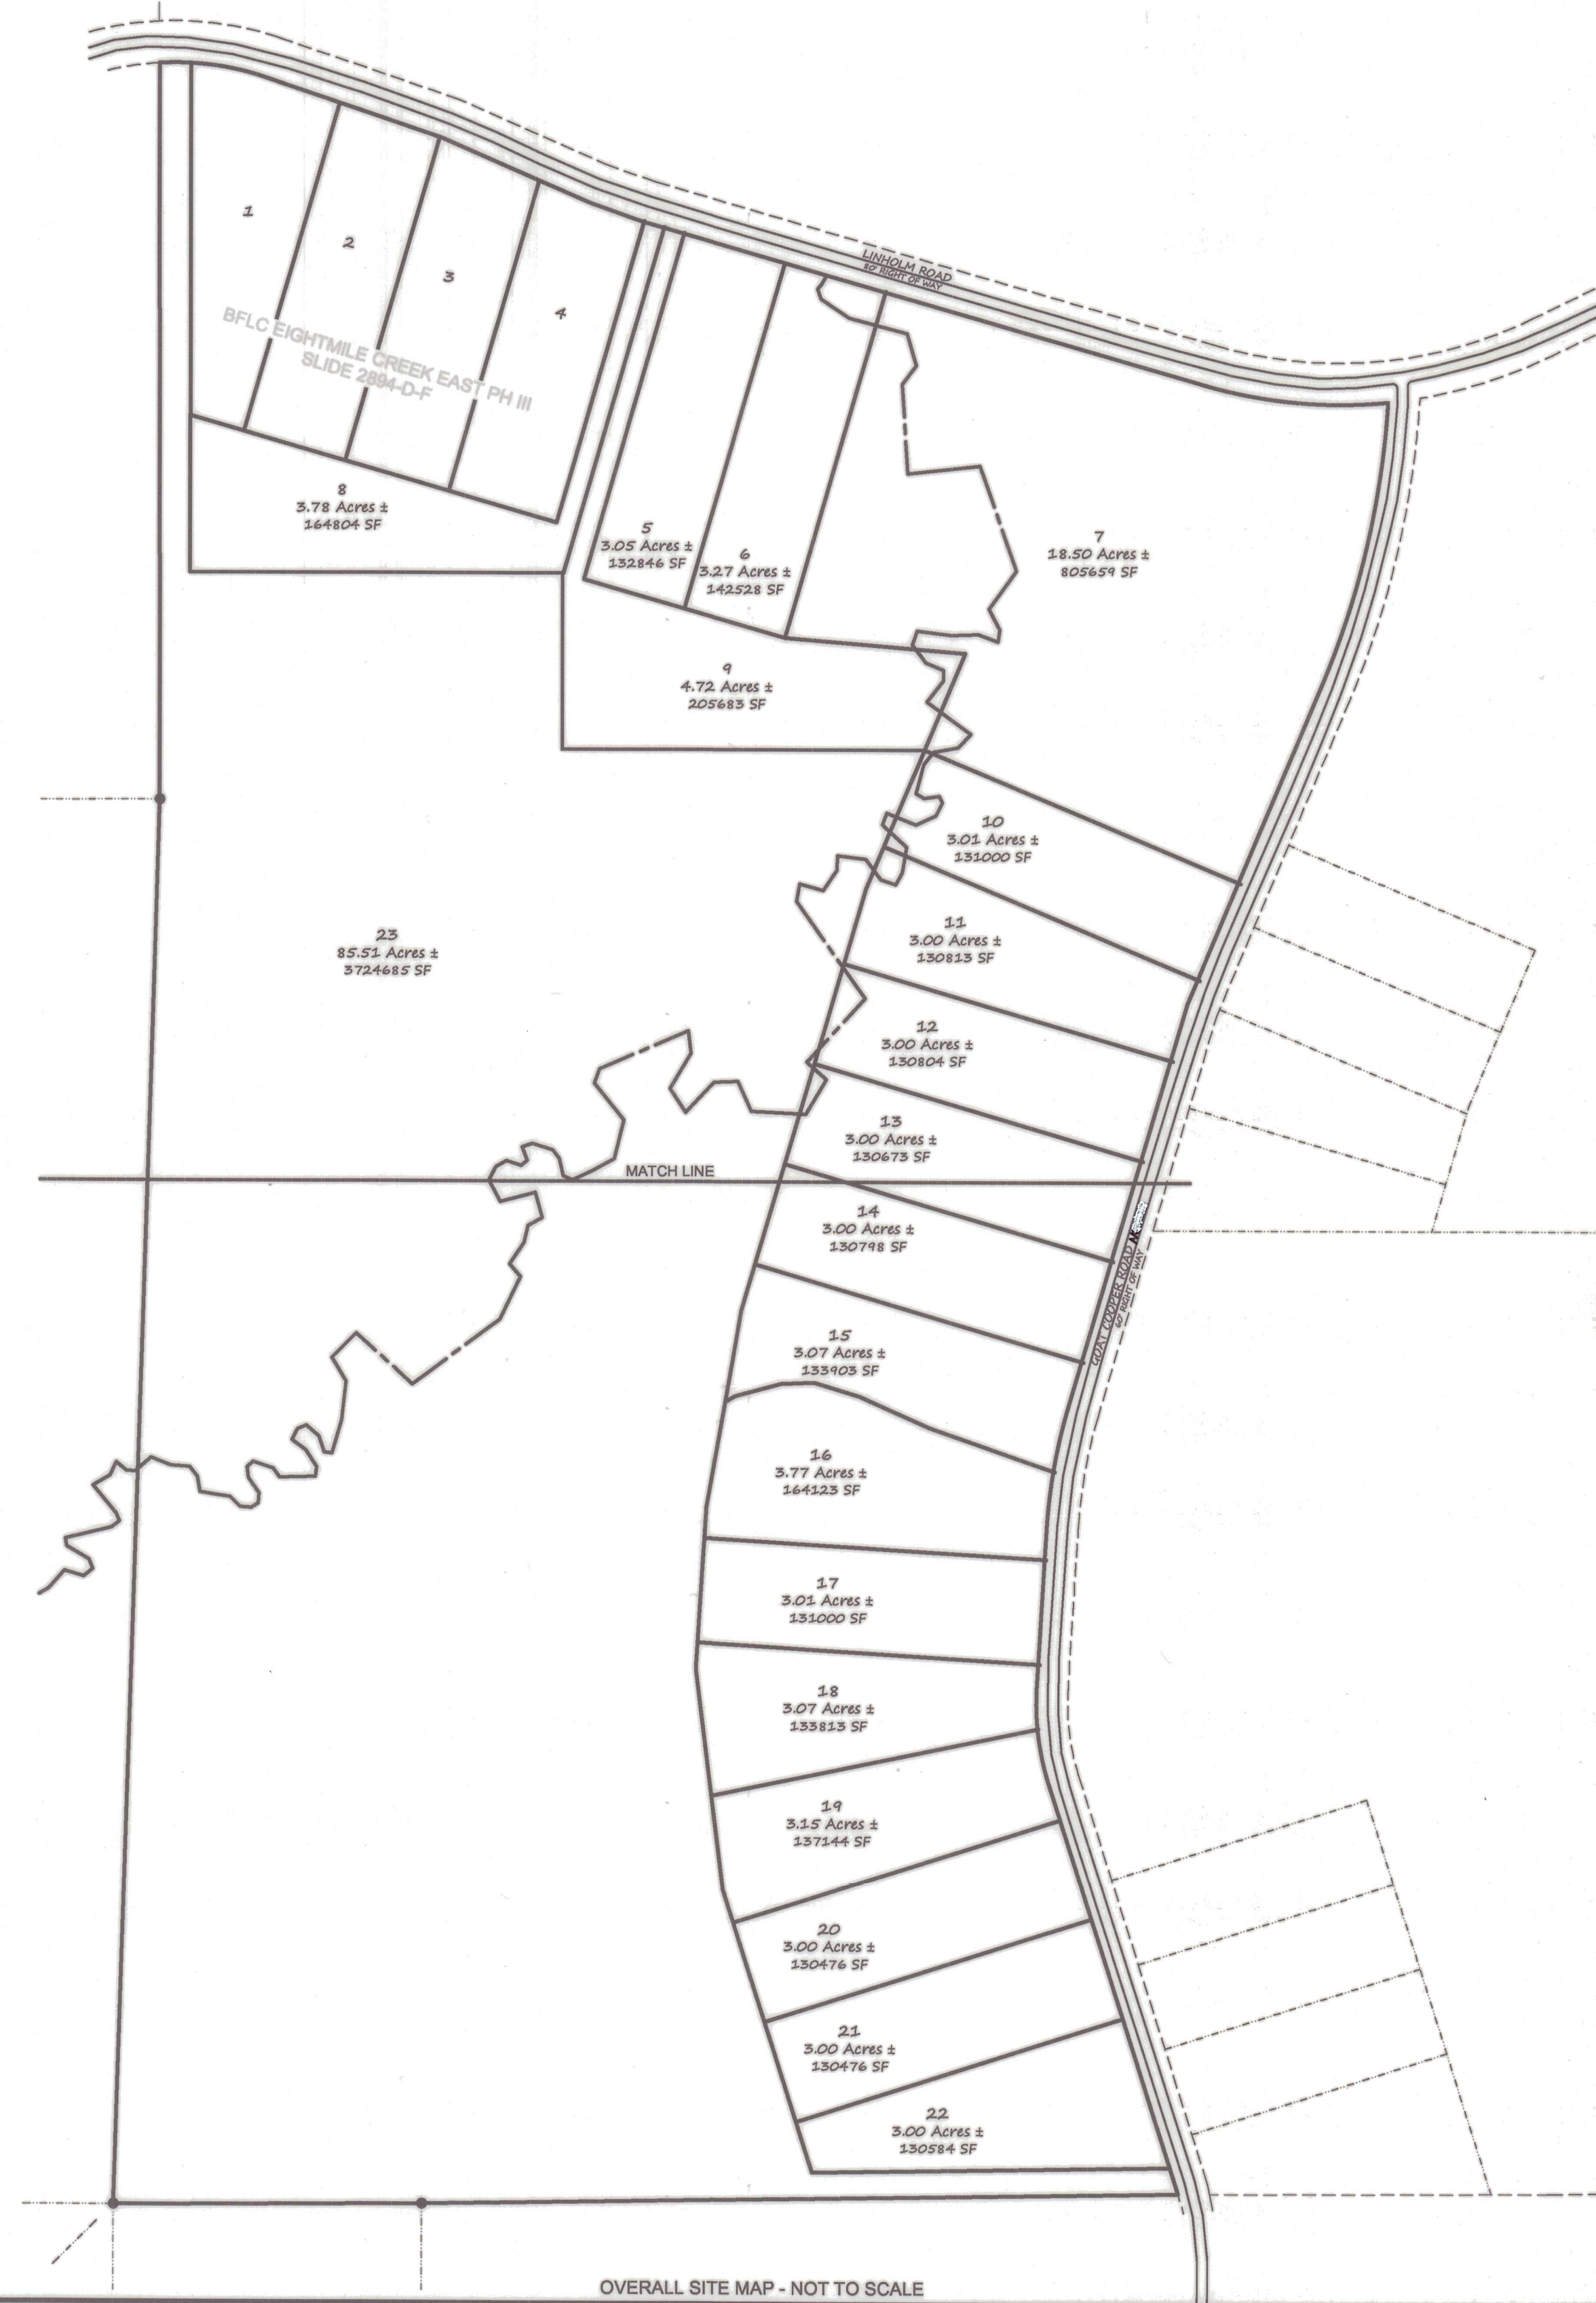 LINHOLM ROAD
80' RIGHT OF WAY
1
2
3
4
BFLC EIGHTMILE CREEK EAST PH III
SLIDE 2894-D-F
8
3.78 Acres ±
164804 SF
5
3.05 Acres ±
132846 SF
6
3.27 Acres ±
142528 SF
7
18.50 Acres ±
805659 SF
9
4.72 Acres ±
205683 SF
10
3.01 Acres ±
131000 SF
11
3.00 Acres ±
130813 SF
23
85.51 Acres ±
3724685 SF
12
3.00 Acres ±
130804 SF
13
3.00 Acres ±
130673 SF
MATCH LINE
14
3.00 Acres ±
130798 SF
GOAT COOPER ROAD
60' RIGHT OF WAY
15
3.07 Acres ±
133903 SF
16
3.77 Acres ±
164123 SF
17
3.01 Acres ±
131000 SF
18
3.07 Acres ±
133813 SF
19
3.15 Acres ±
137144 SF
20
3.00 Acres ±
130476 SF
21
3.00 Acres ±
130476 SF
22
3.00 Acres ±
130584 SF
OVERALL SITE MAP - NOT TO SCALE